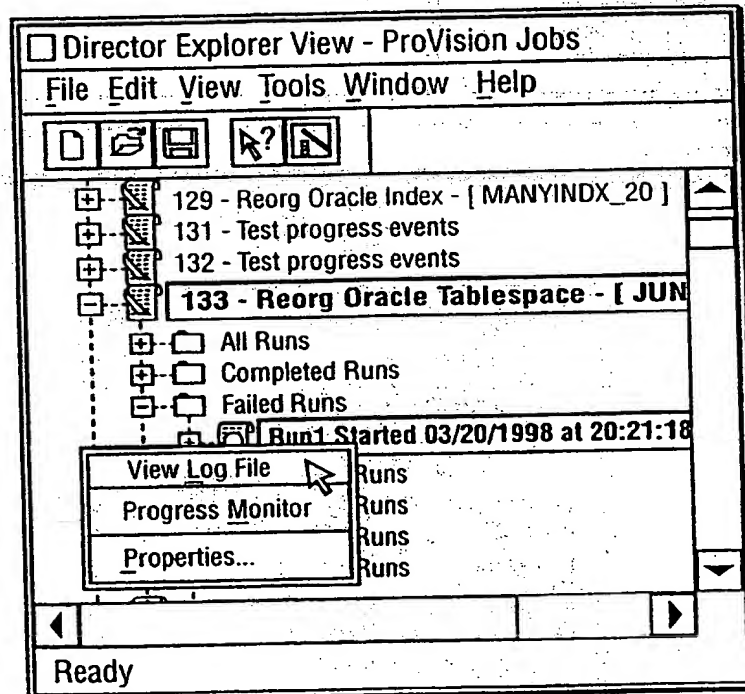 Director Explorer View - ProVision Jobs
File Edit View Tools Window Help
?
129 - Reorg Oracle Index - [ MANYINDX_20 ]
131 - Test progress events
132 - Test progress events
133 - Reorg Oracle Tablespace - [ JUN
All Runs
Completed Runs
Failed Runs
Run1 Started 03/20/1998 at 20:21:18
View Log File
Runs
Progress Monitor
Runs
Runs
Properties...
Runs
Ready